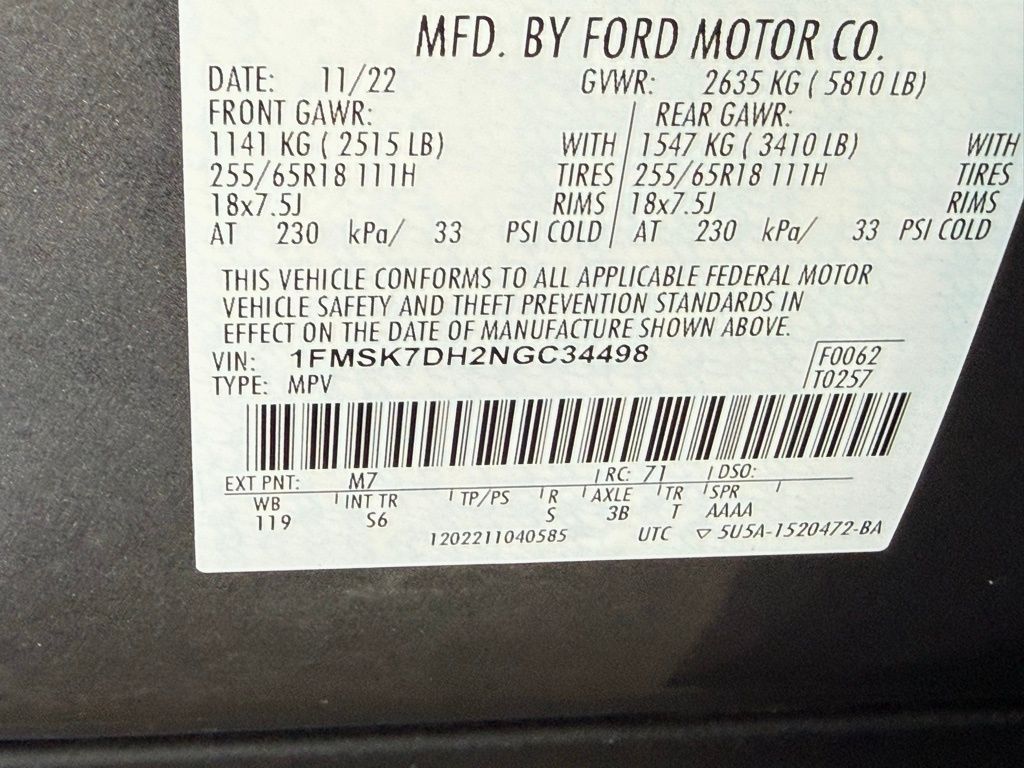 MFD. BY FORD MOTOR CO.
DATE: 11/22 GVWR: 2635 KG ( 5810 LB)
FRONT GAWR: REAR GAWR:
1141 KG ( 2515 LB) WITH 1547 KG ( 3410 LB) WITH
255/65R18 111H TIRES 255/65R18 111H TIRES
18x7.5J RIMS 18x7.5J RIMS
AT 230 kPa/ 33 PSI COLD AT 230 kPa/ 33 PSI COLD
THIS VEHICLE CONFORMS TO ALL APPLICABLE FEDERAL MOTOR
VEHICLE SAFETY AND THEFT PREVENTION STANDARDS IN
EFFECT ON THE DATE OF MANUFACTURE SHOWN ABOVE.
VIN: 1FMSK7DH2NGC34498 F0062
TYPE: MPV T0257
EXT PNT: M7 RC: 71 DSO:
WB INT TR TP/PS R AXLE TR SPR
119 S6 S 3B T AAAA
1202211040585 UTC ▽ 5U5A-1520472-BA